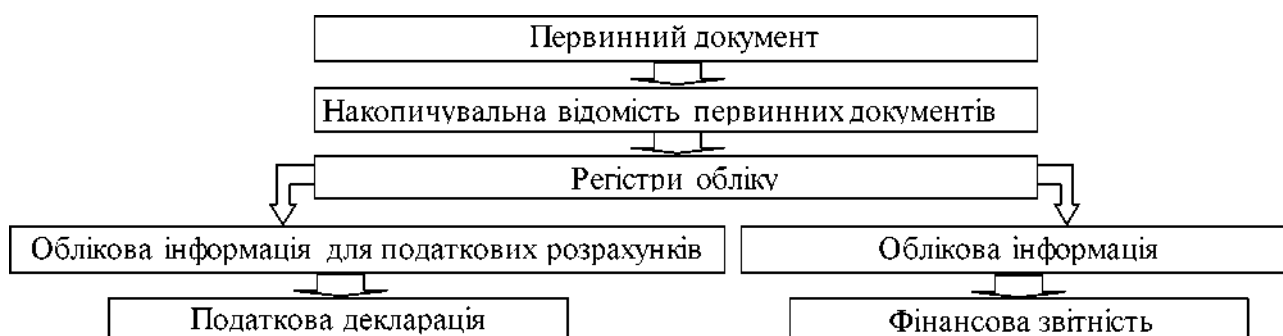 Первинний документ
Накопичувальна відомість первинних документів
Регістри обліку
Облікова інформація для податкових розрахунків
Облікова інформація
Податкова декларація
Фінансова звітність